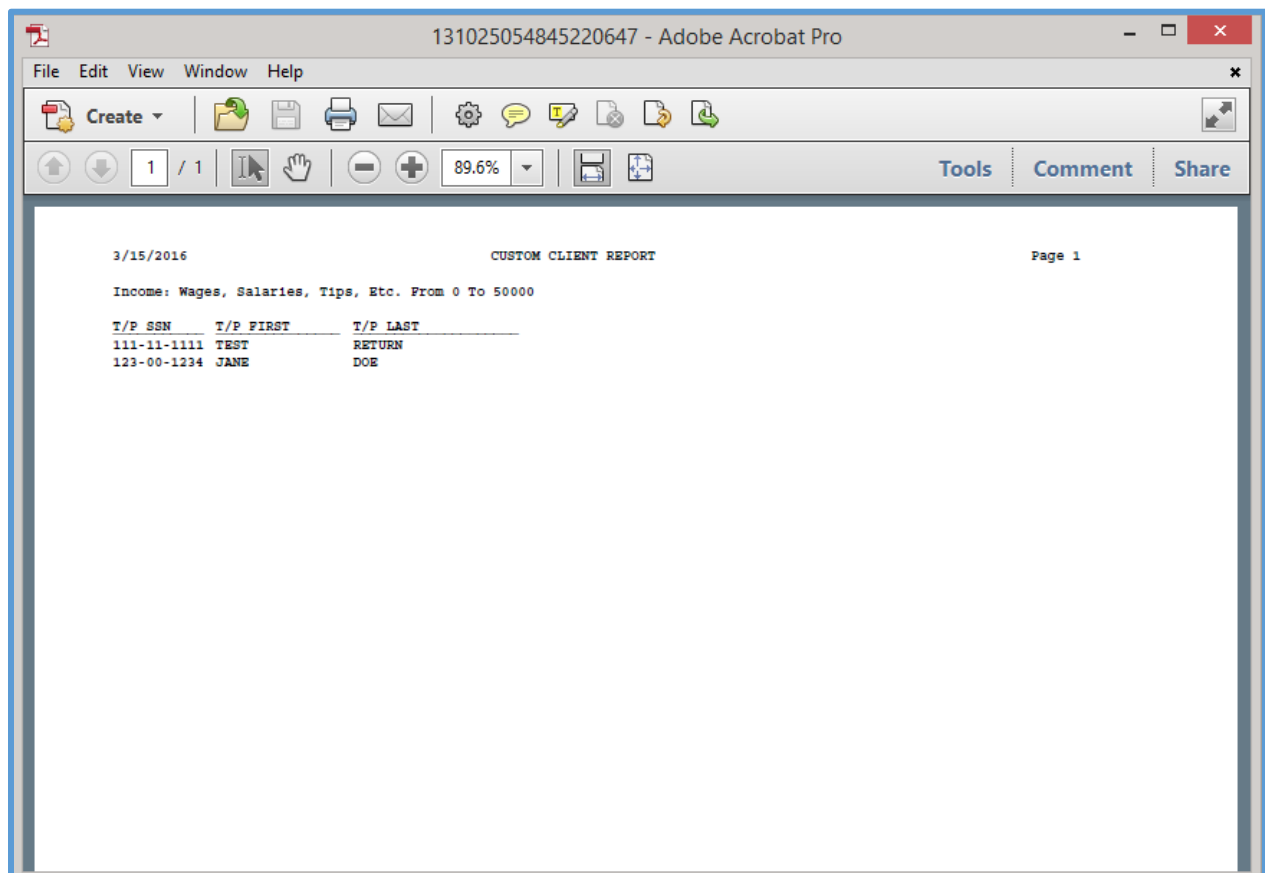 131025054845220647 - Adobe Acrobat Pro
File Edit View Window Help
Create
1 / 1 89.6% Tools Comment Share
3/15/2016 CUSTOM CLIENT REPORT Page 1
Income: Wages, Salaries, Tips, Etc. From 0 To 50000
T/P SSN T/P FIRST T/P LAST
111-11-1111 TEST RETURN
123-00-1234 JANE DOE